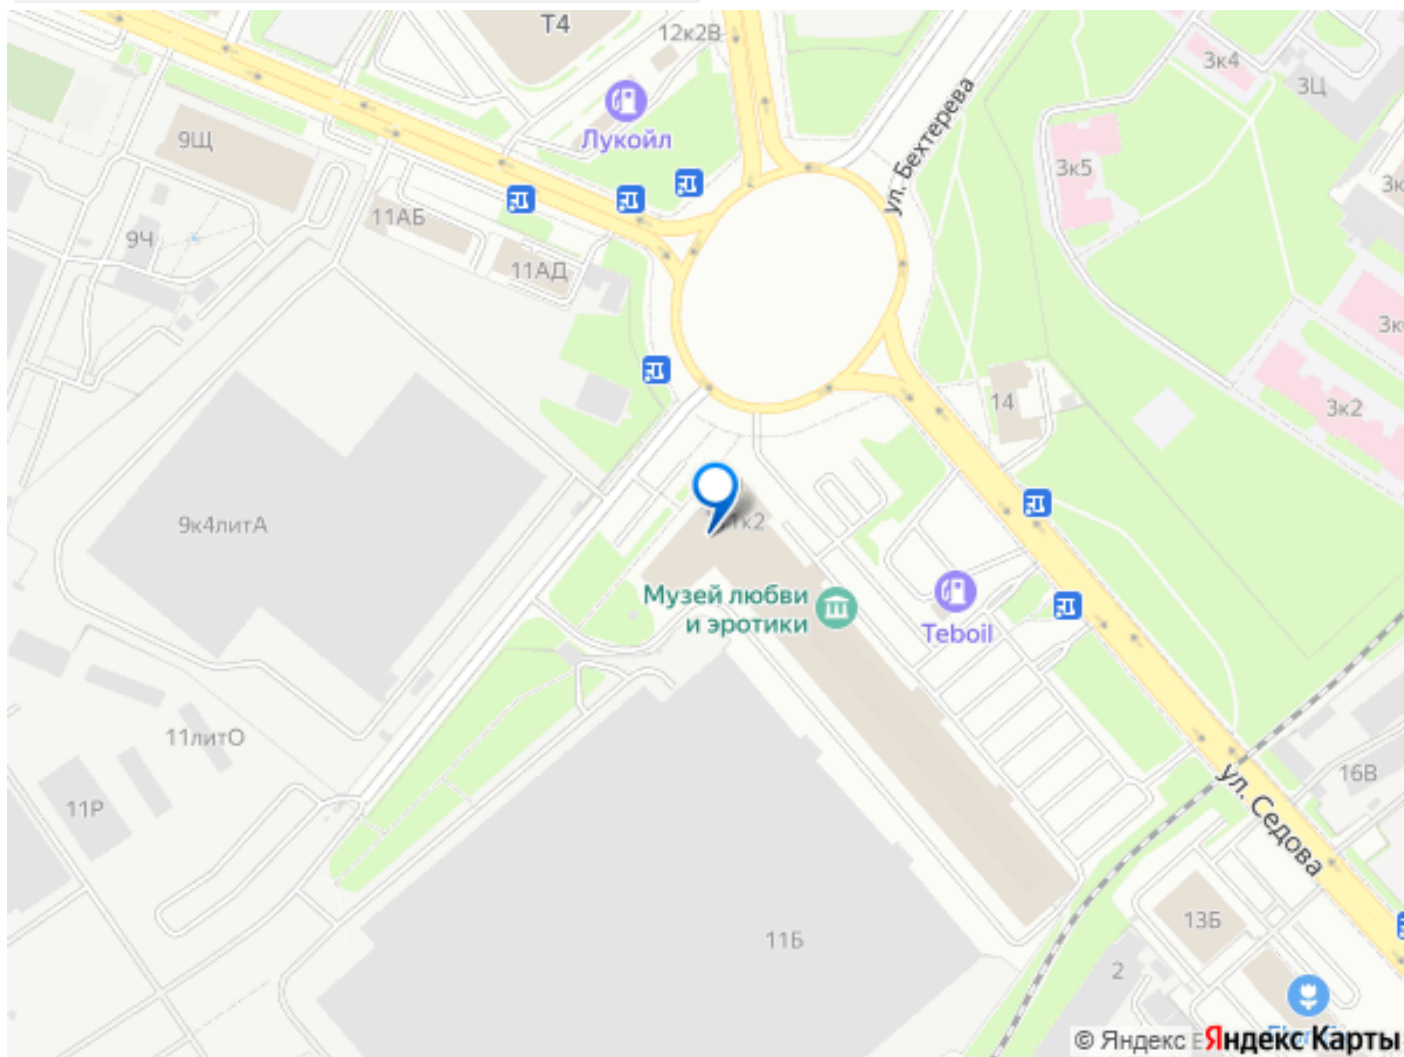 Т4
12к2В
3к4
3Ц
Лукойл
9Щ
ул. Бехтерева
3к5
11АБ
9Ч
11АД
14
3к2
9к4литА
Музей любви
и эротики
Teboil
11литО
16В
11Р
ул. Седова
13Б
11Б
2
© Яндекс
Яндекс Карты